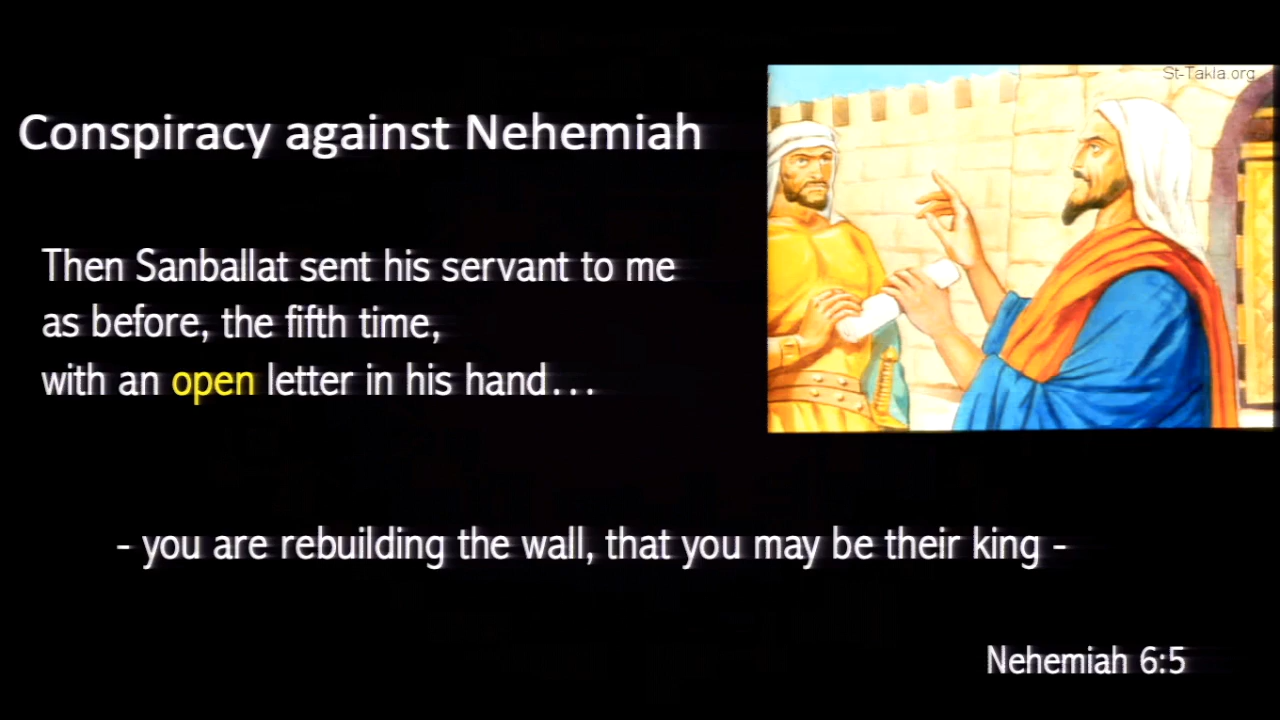 St-Takla.org
Conspiracy against Nehemiah
Then Sanballat sent his servant to me
as before, the fifth time,
with an open letter in his hand...
- you are rebuilding the wall, that you may be their king -
Nehemiah 6:5